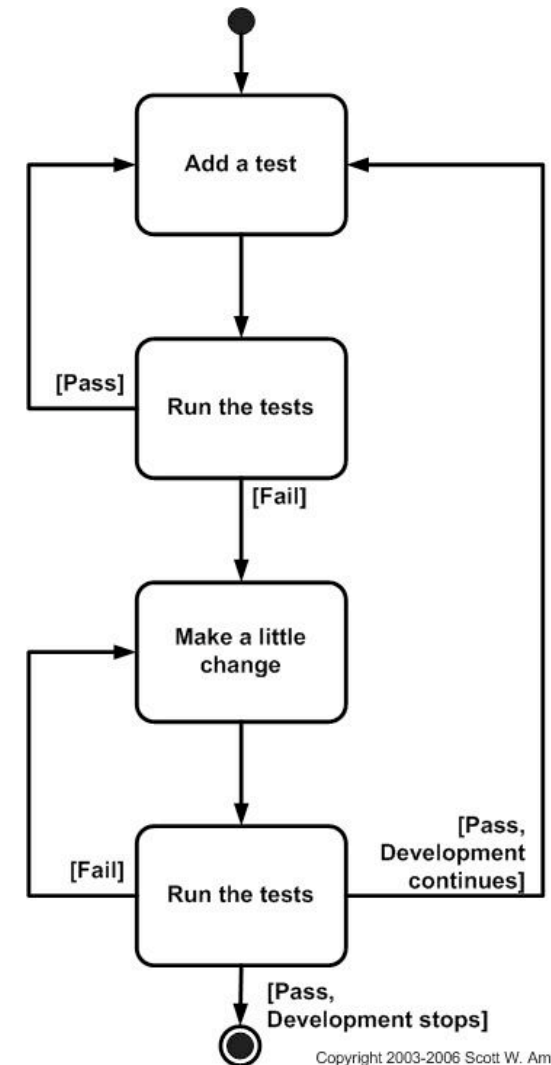 Add a test
[Pass]
Run the tests
[Fail]
Make a little
change
[Pass,
Development
continues]
[Fail]
Run the tests
[Pass,
Development stops]
Copyright 2003-2006 Scott W. Am